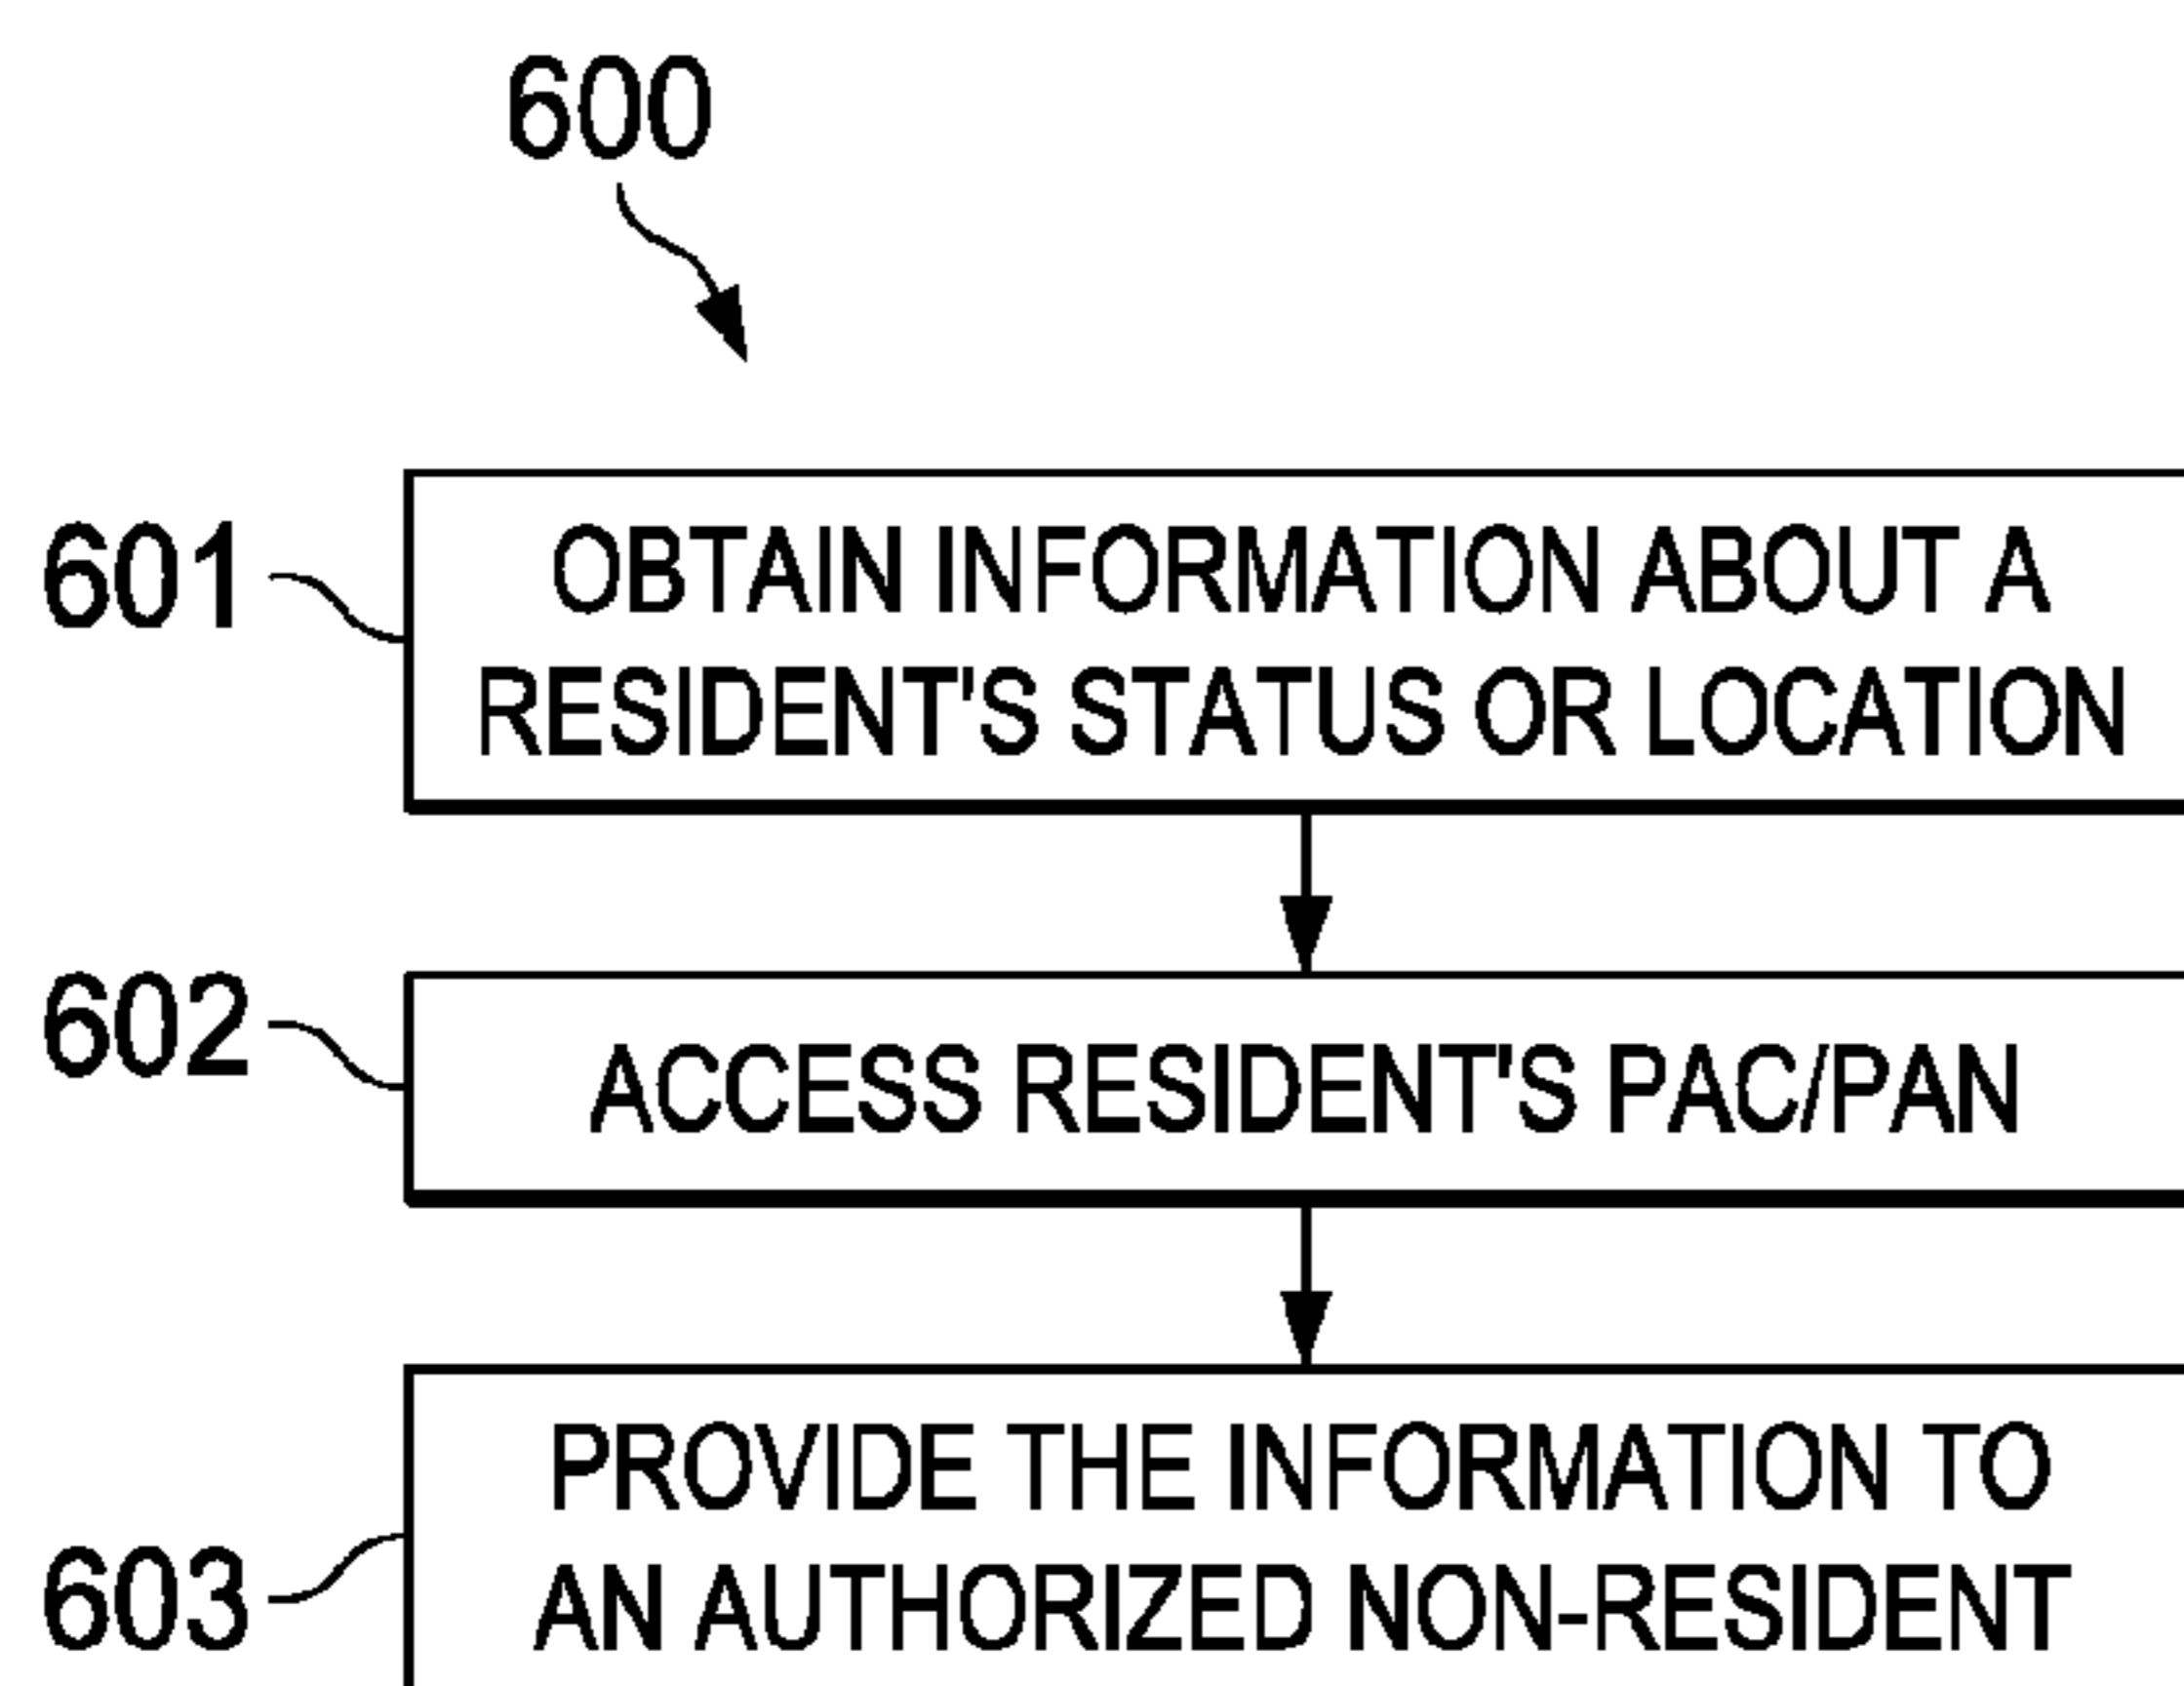 600
601
OBTAIN INFORMATION ABOUT A
RESIDENT'S STATUS OR LOCATION
602
ACCESS RESIDENT'S PAC/PAN
PROVIDE THE INFORMATION TO
603
AN AUTHORIZED NON-RESIDENT